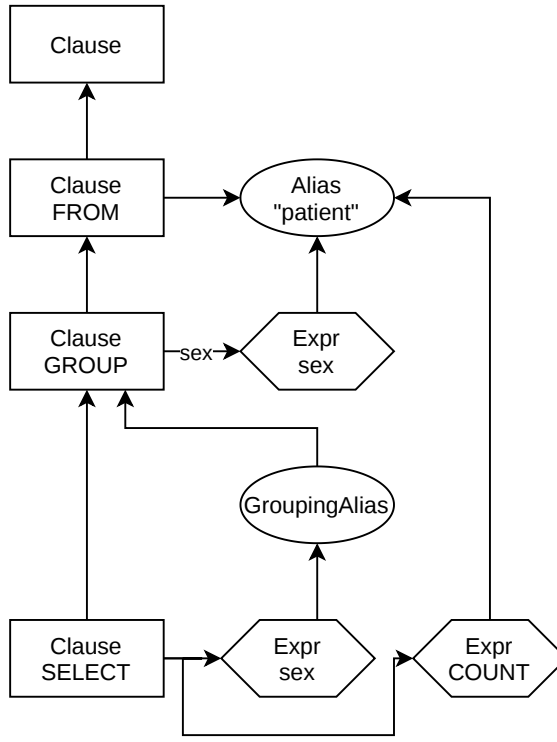 Clause
Clause
FROM
Alias
"patient"
Clause
GROUP
sex
Expr
sex
GroupingAlias
Clause
SELECT
Expr
sex
Expr
COUNT